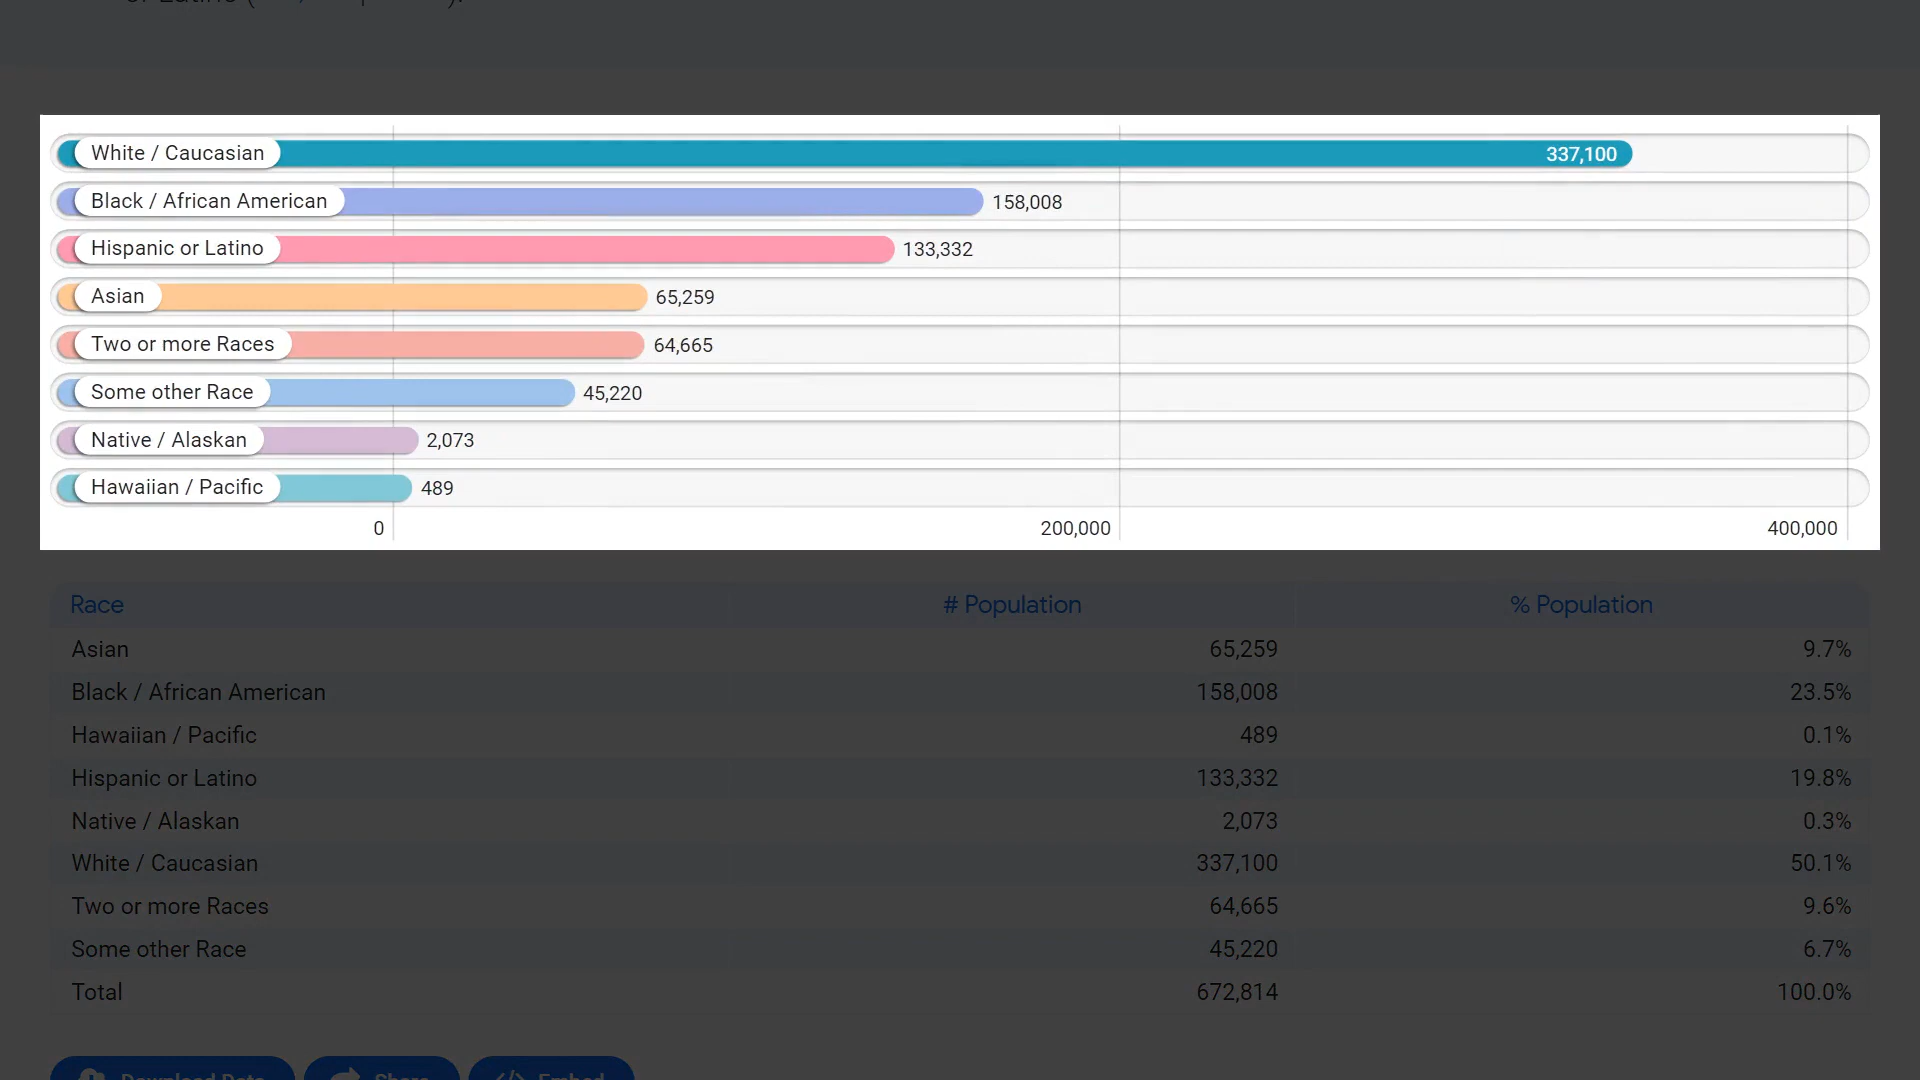 White / Caucasian 337,100
Black / African American 158,008
Hispanic or Latino 133,332
Asian 65,259
Two or more Races 64,665
Some other Race 45,220
Native / Alaskan 2,073
Hawaiian / Pacific 489
0 200,000 400,000
Race # Population % Population
Asian 65,259 9.7%
Black / African American 158,008 23.5%
Hawaiian / Pacific 489 0.1%
Hispanic or Latino 133,332 19.8%
Native / Alaskan 2,073 0.3%
White / Caucasian 337,100 50.1%
Two or more Races 64,665 9.6%
Some other Race 45,220 6.7%
Total 672,814 100.0%
Download Data Share Embed